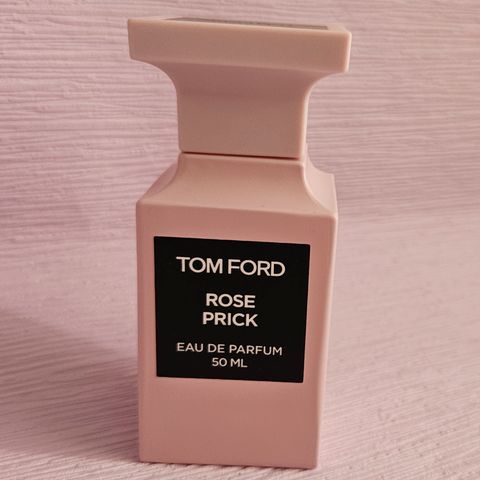 TOM FORD
ROSE
PRICK
EAU DE PARFUM
50 ML